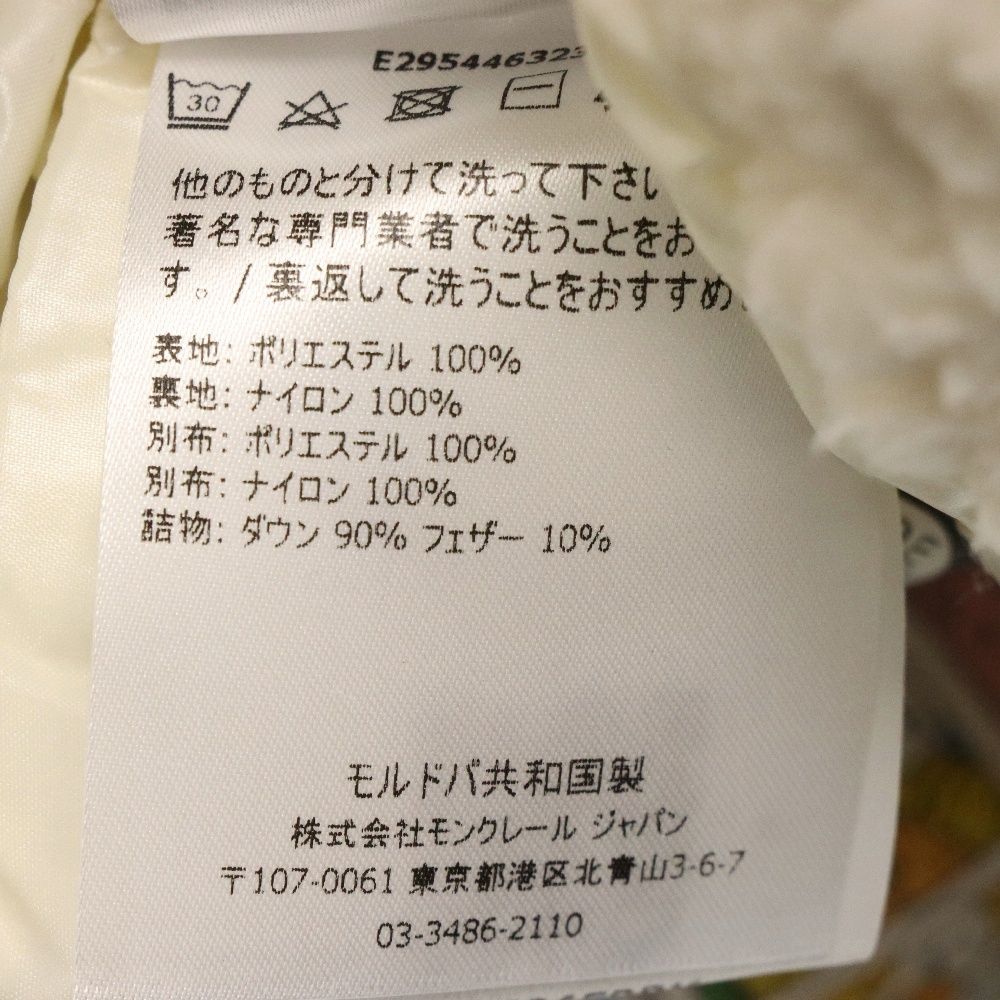 E295446323
30
他のものと分けて洗って下さい
著名な専門業者で洗うことをお
す。/ 裏返して洗うことをおすすめ
表地: ポリエステル 100%
裏地: ナイロン 100%
別布: ポリエステル 100%
別布: ナイロン 100%
詰物: ダウン 90% フェザー 10%
モルドバ共和国製
株式会社モンクレール ジャパン
〒107-0061 東京都港区北青山3-6-7
03-3486-2110